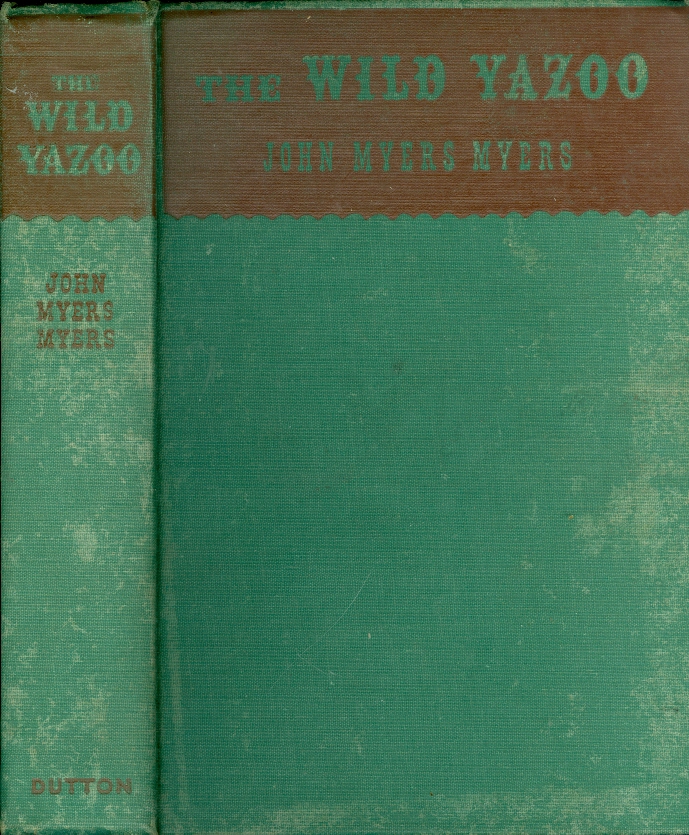 THE
WILD
YAZOO
JOHN
MYERS
MYERS
DUTTON
THE WILD YAZOO
JOHN MYERS MYERS